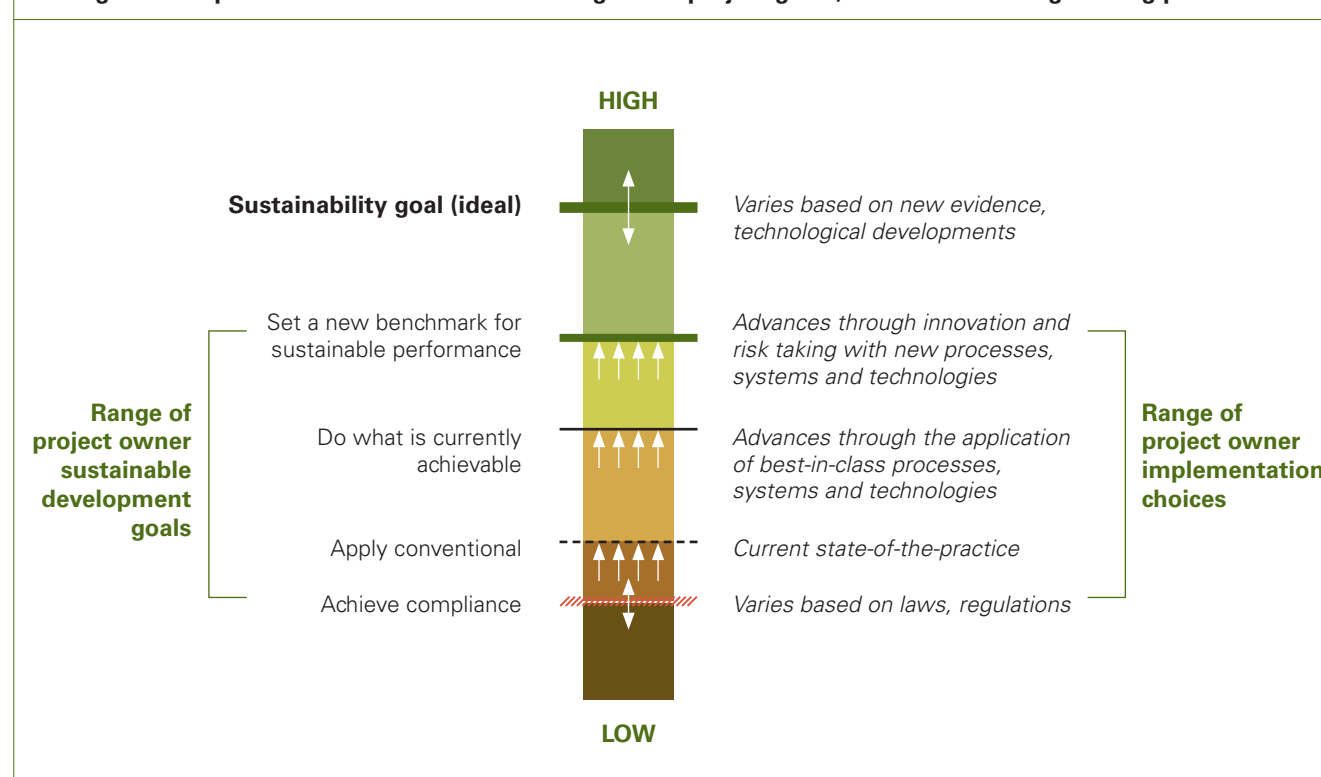 HIGH
Sustainability goal (ideal)
Varies based on new evidence,
technological developments
Set a new benchmark for
sustainable performance
Advances through innovation and
risk taking with new processes,
systems and technologies
Range of
project owner
sustainable
development
goals
Do what is currently
achievable
Advances through the application
of best-in-class processes,
systems and technologies
Range of
project owner
implementation
choices
Apply conventional
Current state-of-the-practice
Achieve compliance
Varies based on laws, regulations
LOW